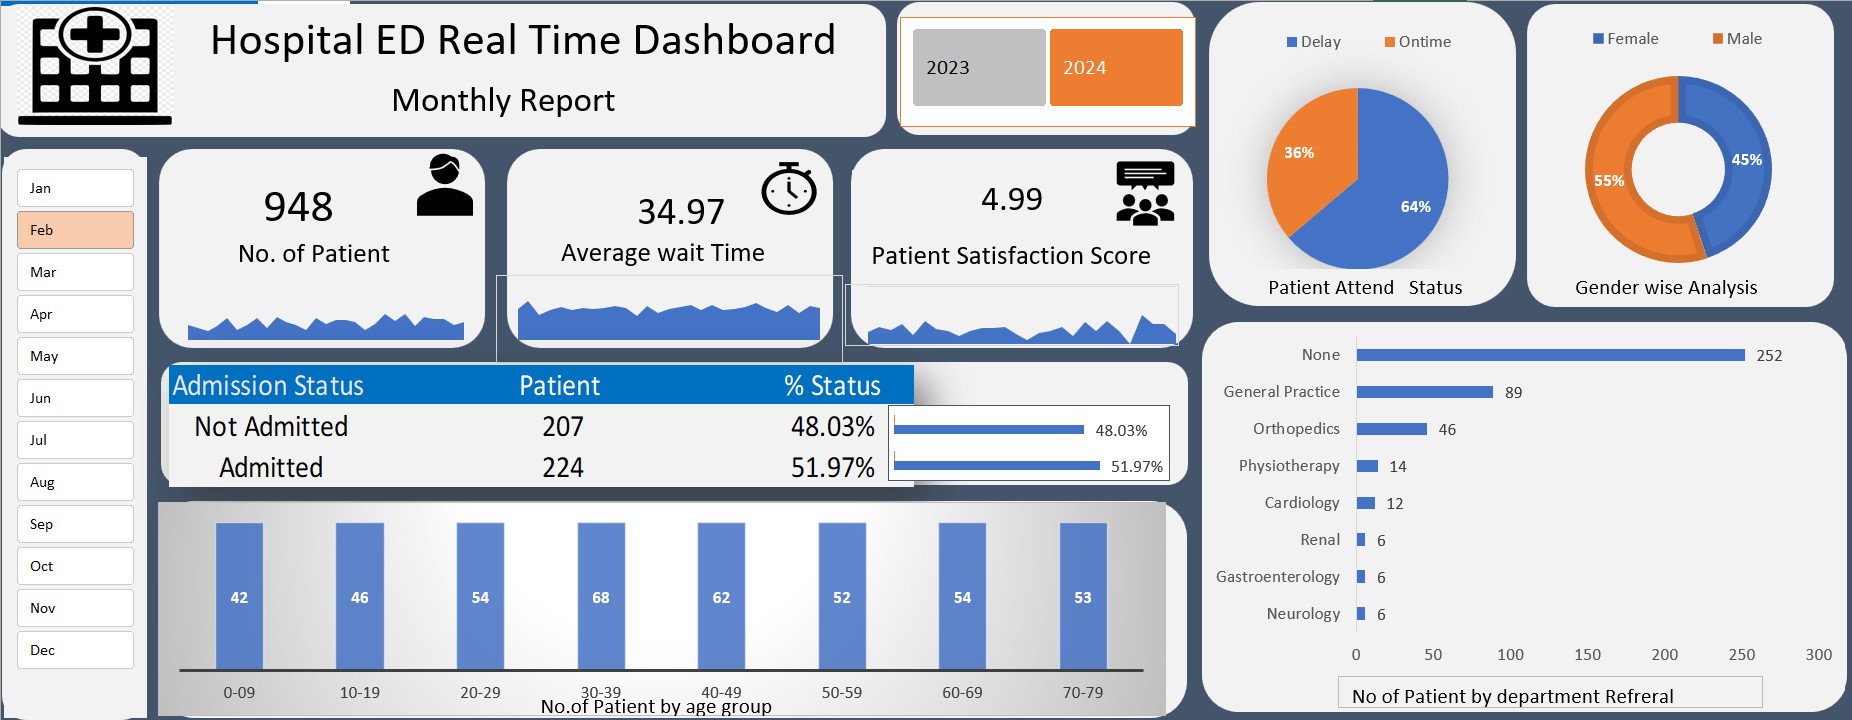 Hospital ED Real Time Dashboard
Monthly Report
2023
2024
Jan
Feb
Mar
Apr
May
Jun
Jul
Aug
Sep
Oct
Nov
Dec
948
No. of Patient
34.97
Average wait Time
4.99
Patient Satisfaction Score
Delay Ontime
36%
64%
Patient Attend Status
Female Male
45%
55%
Gender wise Analysis
Admission Status Patient % Status
Not Admitted 207 48.03%
Admitted 224 51.97%
48.03%
51.97%
42 46 54 68 62 52 54 53
0-09 10-19 20-29 30-39 40-49 50-59 60-69 70-79
No.of Patient by age group
None 252
General Practice 89
Orthopedics 46
Physiotherapy 14
Cardiology 12
Renal 6
Gastroenterology 6
Neurology 6
0 50 100 150 200 250 300
No of Patient by department Refreral